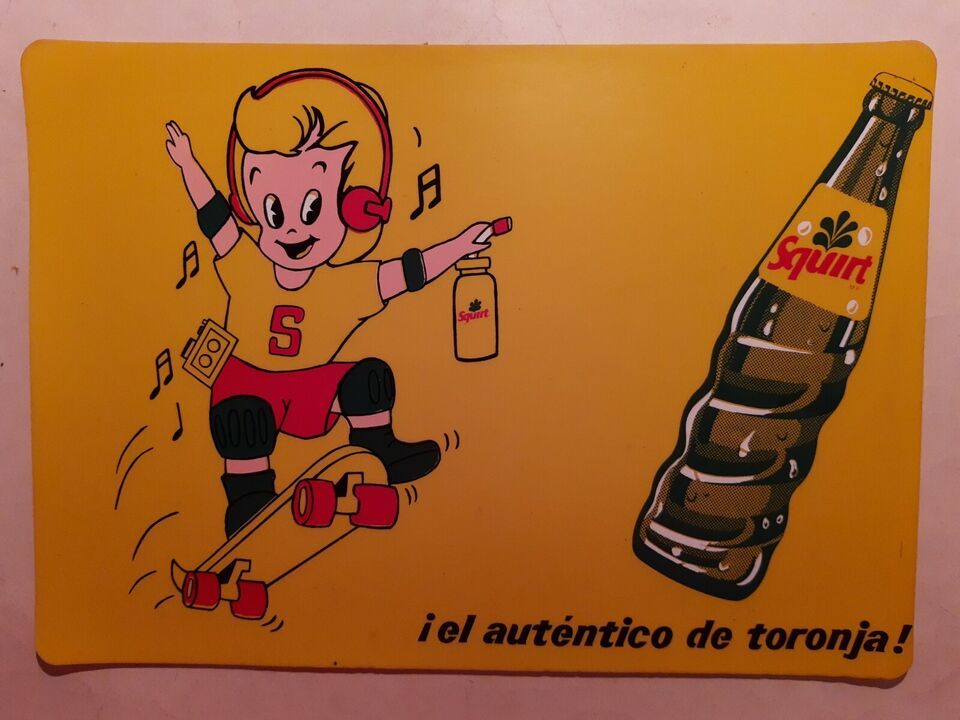 S
Squirt
Squirt
¡el auténtico de toronja!